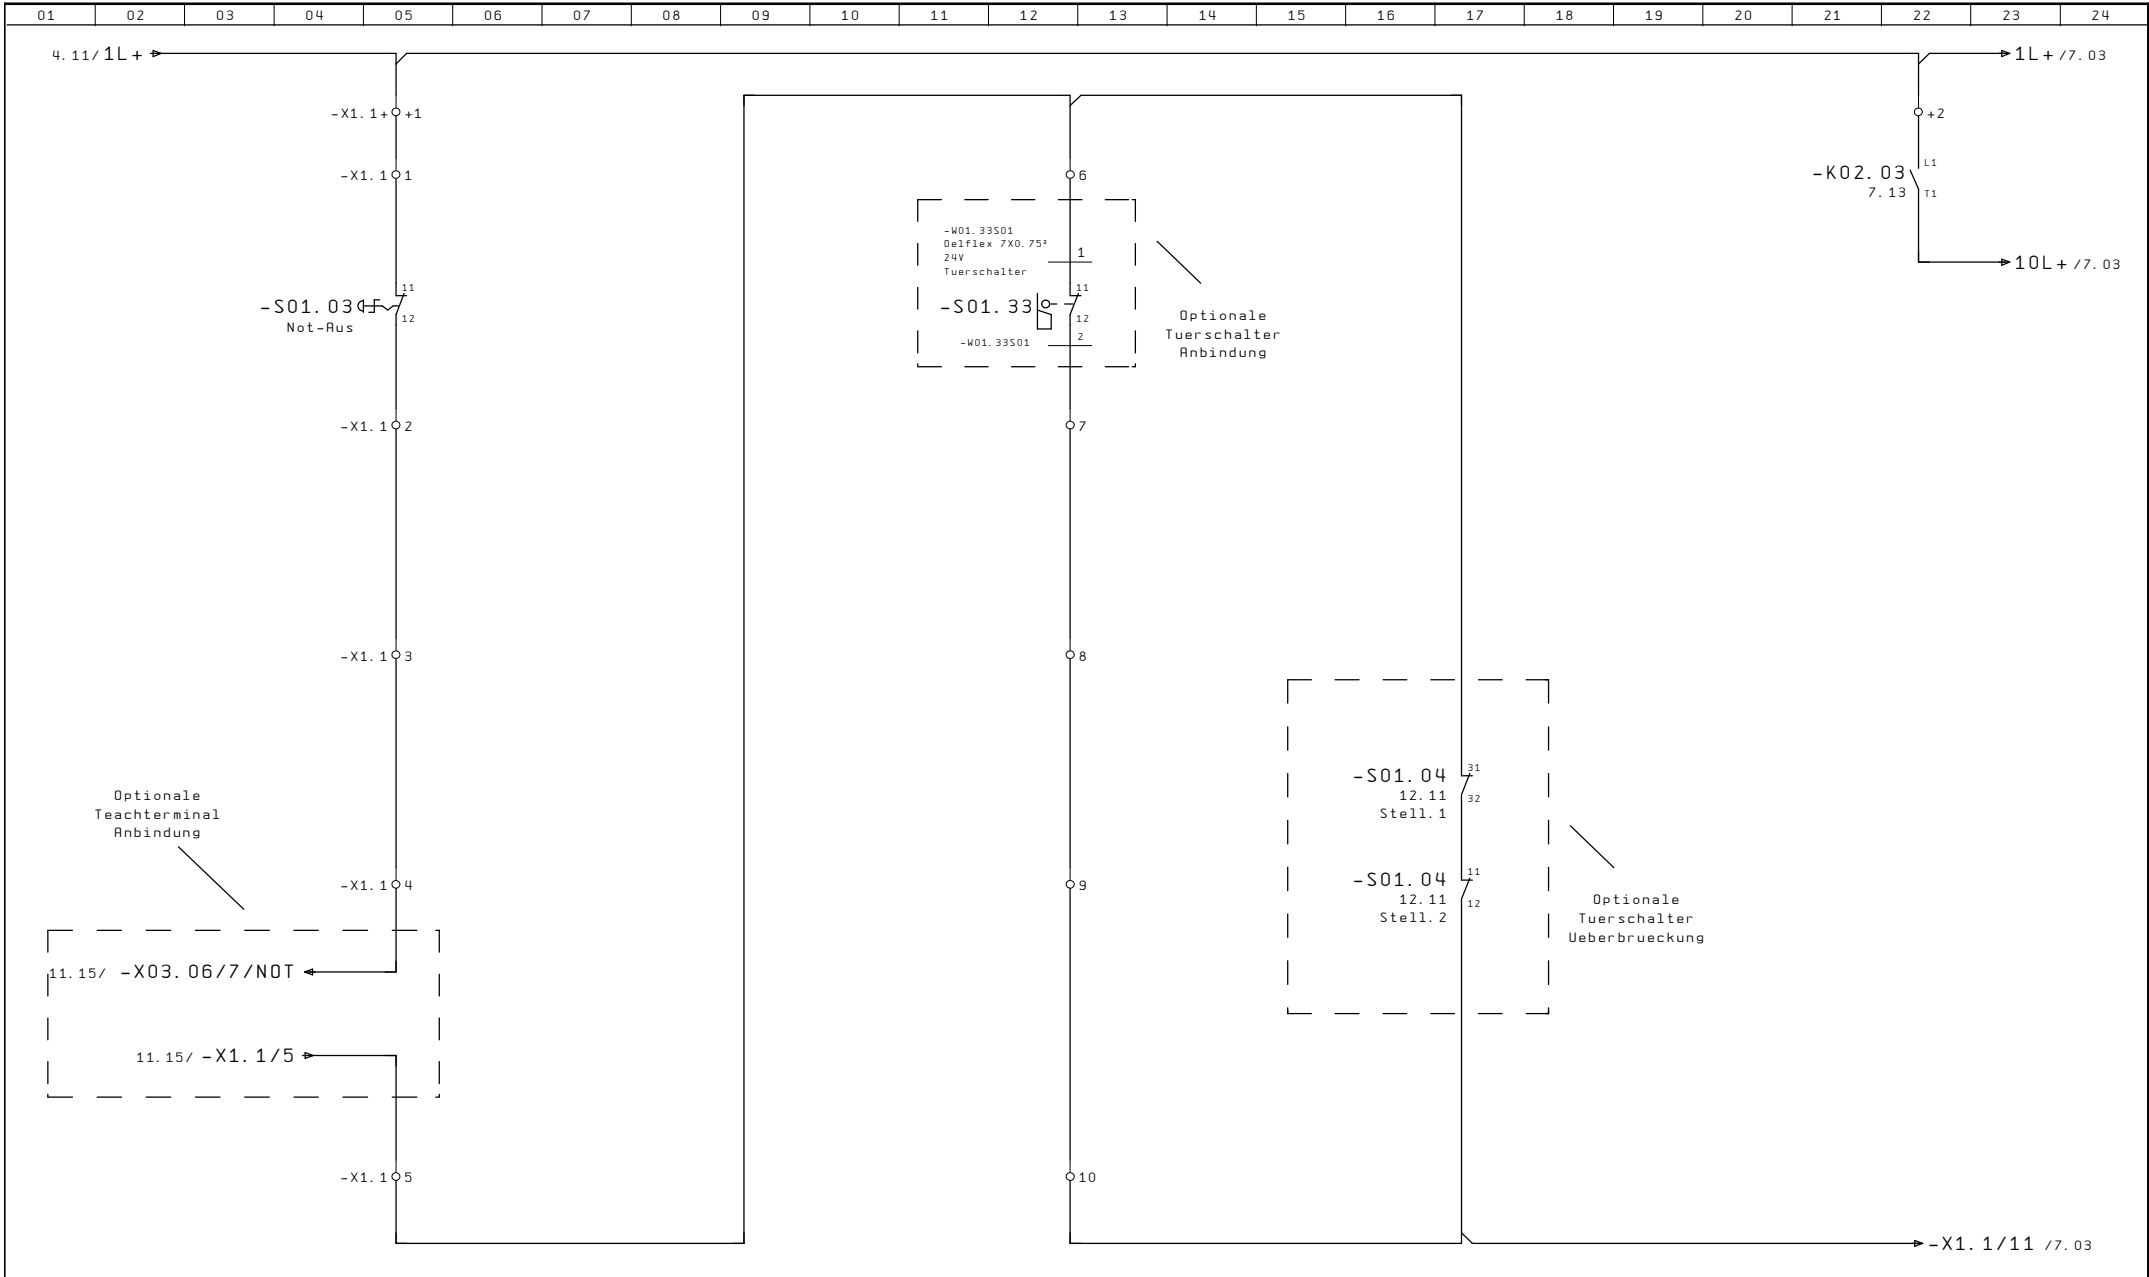 01 02 03 04 05 06 07 08 09 10 11 12 13 14 15 16 17 18 19 20 21 22 23 24
4.11/ 1L+
1L+ /7.03
-X1.1+ +1
+2
-X1.1 1
6
-K02.03
7.13
L1
T1
-W01.33S01
Oelflex 7X0.75²
24V
Tuerschalter
1
10L+ /7.03
-S01.03
Not-Aus
11
12
-S01.33
11
12
-W01.33S01
2
Optionale
Tuerschalter
Anbindung
-X1.1 2
7
-X1.1 3
8
-S01.04
12.11
Stell.1
31
32
Optionale
Teachterminal
Anbindung
-X1.1 4
9
-S01.04
12.11
Stell.2
11
12
Optionale
Tuerschalter
Ueberbrueckung
11.15/ -X03.06/7/NOT
11.15/ -X1.1/5
-X1.1 5
10
-X1.1/11 /7.03